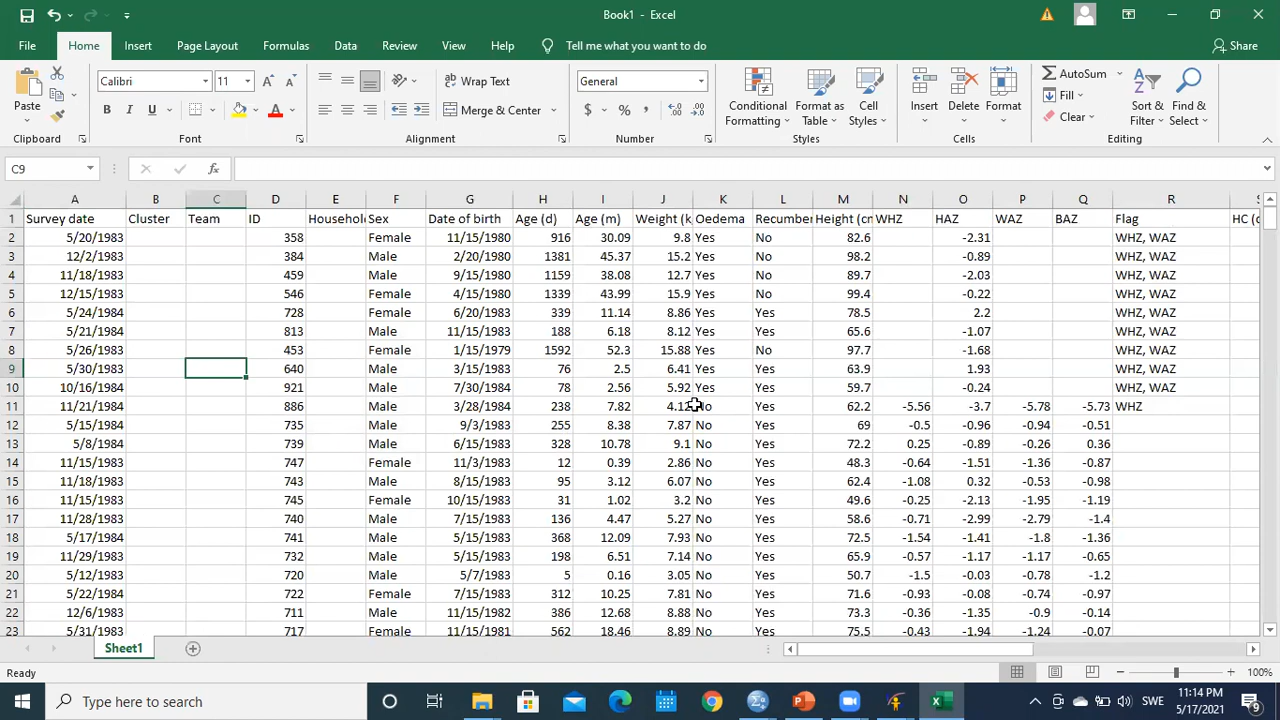 Book1 - Excel
File Home Insert Page Layout Formulas Data Review View Help Tell me what you want to do Share
Paste Calibri 11 Wrap Text General Conditional Formatting Format as Table Cell Styles Insert Delete Format AutoSum Fill Clear Sort & Filter Find & Select
B I U Merge & Center $ %
Clipboard Font Alignment Number Styles Cells Editing
C9 fx
A B C D E F G H I J K L M N O P Q R S
1 Survey date Cluster Team ID Househol Sex Date of birth Age (d) Age (m) Weight (k Oedema Recumber Height (cm WHZ HAZ WAZ BAZ Flag HC (c
2 5/20/1983 358 Female 11/15/1980 916 30.09 9.8 Yes No 82.6 -2.31 WHZ, WAZ
3 12/2/1983 384 Male 2/20/1980 1381 45.37 15.2 Yes No 98.2 -0.89 WHZ, WAZ
4 11/18/1983 459 Male 9/15/1980 1159 38.08 12.7 Yes No 89.7 -2.03 WHZ, WAZ
5 12/15/1983 546 Female 4/15/1980 1339 43.99 15.9 Yes No 99.4 -0.22 WHZ, WAZ
6 5/24/1984 728 Female 6/20/1983 339 11.14 8.86 Yes Yes 78.5 2.2 WHZ, WAZ
7 5/21/1984 813 Male 11/15/1983 188 6.18 8.12 Yes Yes 65.6 -1.07 WHZ, WAZ
8 5/26/1983 453 Female 1/15/1979 1592 52.3 15.88 Yes No 97.7 -1.68 WHZ, WAZ
9 5/30/1983 640 Male 3/15/1983 76 2.5 6.41 Yes Yes 63.9 1.93 WHZ, WAZ
10 10/16/1984 921 Male 7/30/1984 78 2.56 5.92 Yes Yes 59.7 -0.24 WHZ, WAZ
11 11/21/1984 886 Male 3/28/1984 238 7.82 4.12 No Yes 62.2 -5.56 -3.7 -5.78 -5.73 WHZ
12 5/15/1984 735 Male 9/3/1983 255 8.38 7.87 No Yes 69 -0.5 -0.96 -0.94 -0.51
13 5/8/1984 739 Male 6/15/1983 328 10.78 9.1 No Yes 72.2 0.25 -0.89 -0.26 0.36
14 11/15/1983 747 Female 11/3/1983 12 0.39 2.86 No Yes 48.3 -0.64 -1.51 -1.36 -0.87
15 11/18/1983 743 Male 8/15/1983 95 3.12 6.07 No Yes 62.4 -1.08 0.32 -0.53 -0.98
16 11/15/1983 745 Female 10/15/1983 31 1.02 3.2 No Yes 49.6 -0.25 -2.13 -1.95 -1.19
17 11/28/1983 740 Male 7/15/1983 136 4.47 5.27 No Yes 58.6 -0.71 -2.99 -2.79 -1.4
18 5/17/1984 741 Male 5/15/1983 368 12.09 7.93 No Yes 72.5 -1.54 -1.41 -1.8 -1.36
19 11/29/1983 732 Male 5/15/1983 198 6.51 7.14 No Yes 65.9 -0.57 -1.17 -1.17 -0.65
20 5/12/1983 720 Male 5/7/1983 5 0.16 3.05 No Yes 50.7 -1.5 -0.03 -0.78 -1.2
21 5/22/1984 722 Female 7/15/1983 312 10.25 7.81 No Yes 71.6 -0.93 -0.08 -0.74 -0.97
22 12/6/1983 711 Male 11/15/1982 386 12.68 8.88 No Yes 73.3 -0.36 -1.35 -0.9 -0.14
23 5/31/1983 717 Female 11/15/1981 562 18.46 8.89 No Yes 75.5 -0.43 -1.94 -1.24 -0.07
Sheet1
Ready 100%
Type here to search SWE 11:14 PM
5/17/2021 9